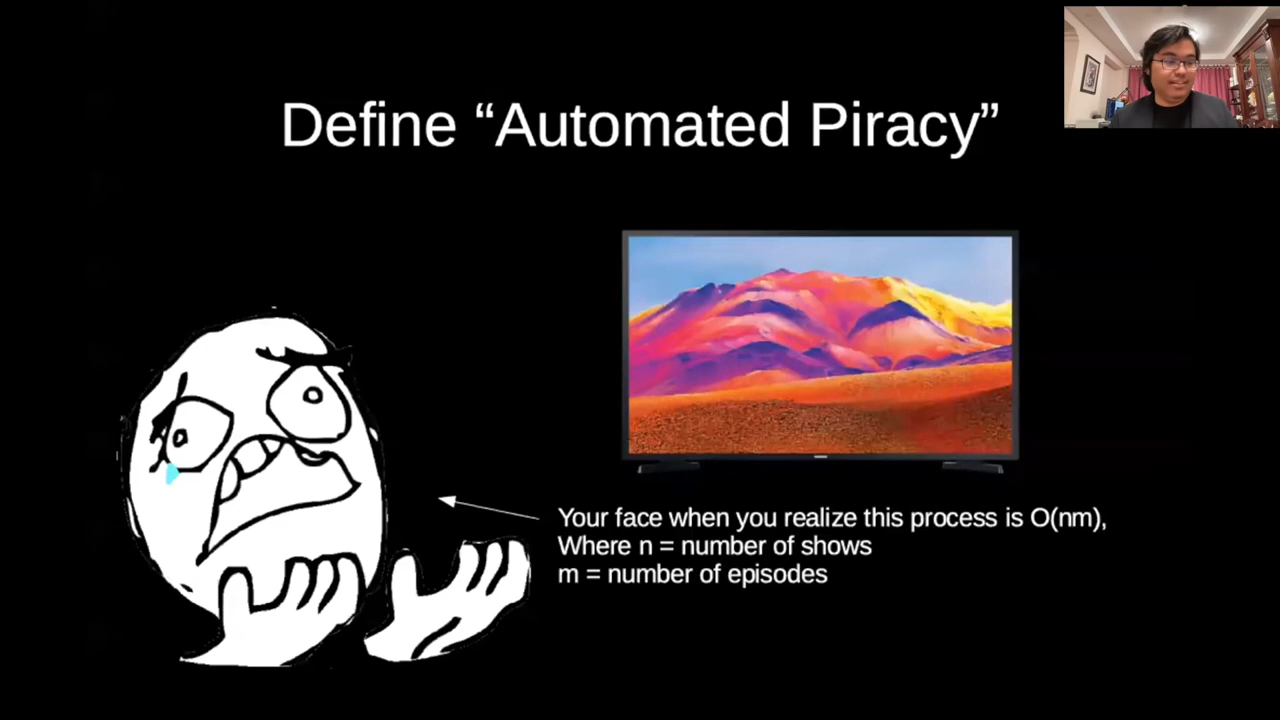 Define “Automated Piracy”
Your face when you realize this process is O(nm),
Where n = number of shows
m = number of episodes